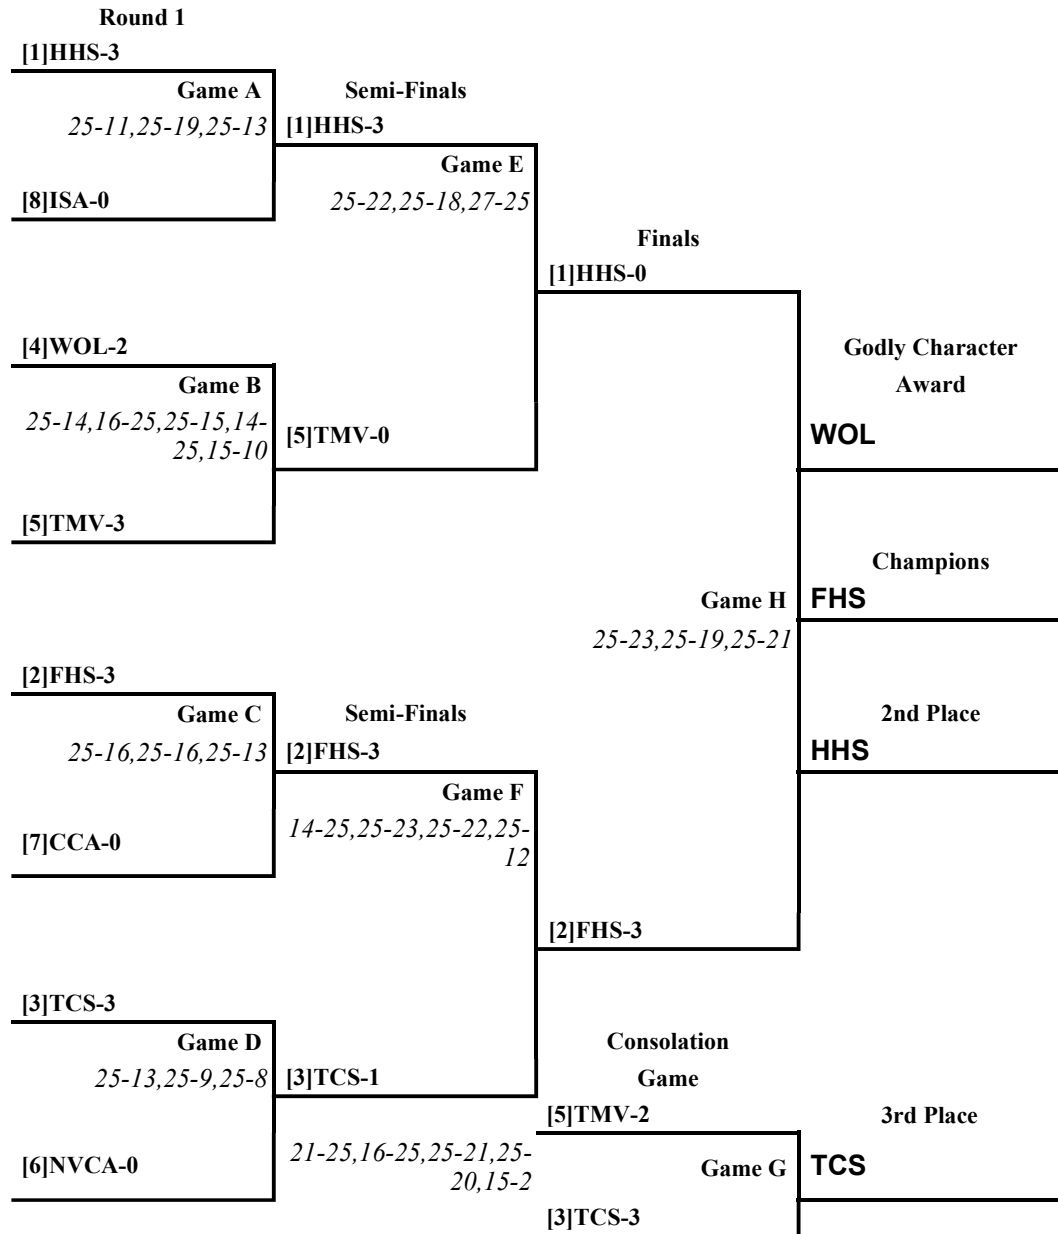 Round 1
[1]HHS-3
Game A
25-11,25-19,25-13
[8]ISA-0
Semi-Finals
[1]HHS-3
Game E
25-22,25-18,27-25
Finals
[1]HHS-0
[4]WOL-2
Game B
25-14,16-25,25-15,14-
25,15-10
[5]TMV-0
[5]TMV-3
Godly Character
Award
WOL
Champions
FHS
Game H
25-23,25-19,25-21
2nd Place
HHS
[2]FHS-3
Game C
25-16,25-16,25-13
[7]CCA-0
Semi-Finals
[2]FHS-3
Game F
14-25,25-23,25-22,25-
12
[2]FHS-3
[3]TCS-3
Game D
25-13,25-9,25-8
[3]TCS-1
[6]NVCA-0
Consolation
Game
[5]TMV-2
21-25,16-25,25-21,25-
20,15-2
Game G
[3]TCS-3
3rd Place
TCS